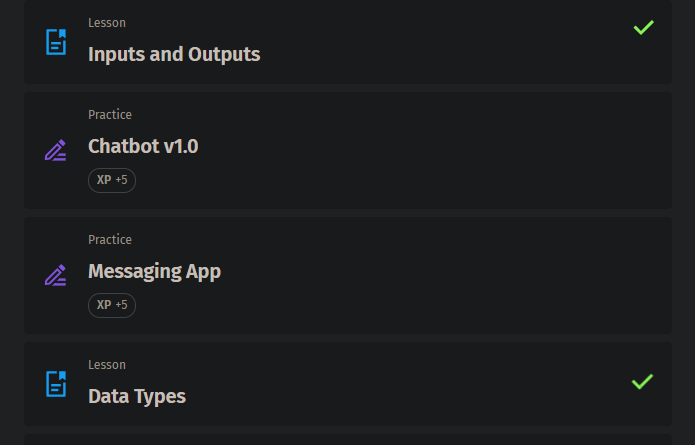 Lesson
Inputs and Outputs
Practice
Chatbot v1.0
XP +5
Practice
Messaging App
XP +5
Lesson
Data Types